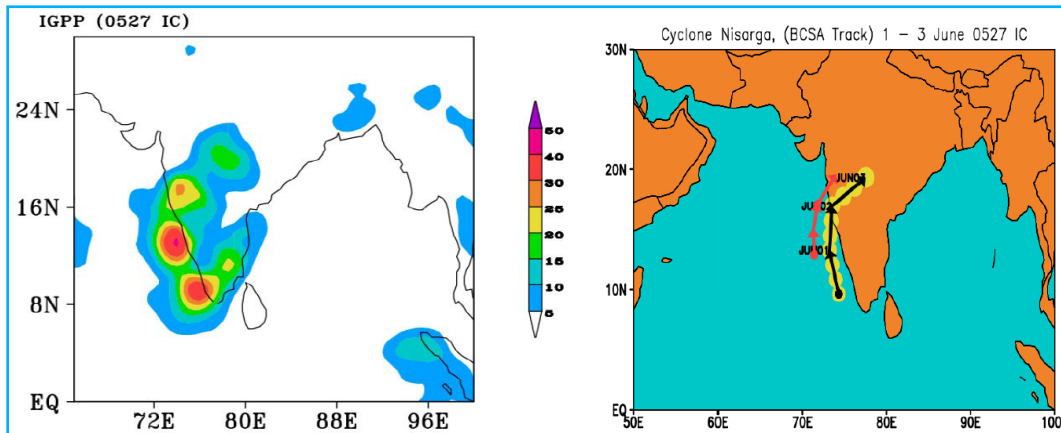 IGPP (0527 IC)
24N
16N
8N
EQ
72E
80E
88E
96E
50
40
30
25
20
15
10
5
Cyclone Nisarga, (BCSA Track) 1 – 3 June 0527 IC
30N
20N
10N
EQ
50E
60E
70E
80E
90E
JUN03
JUN02
JUN01